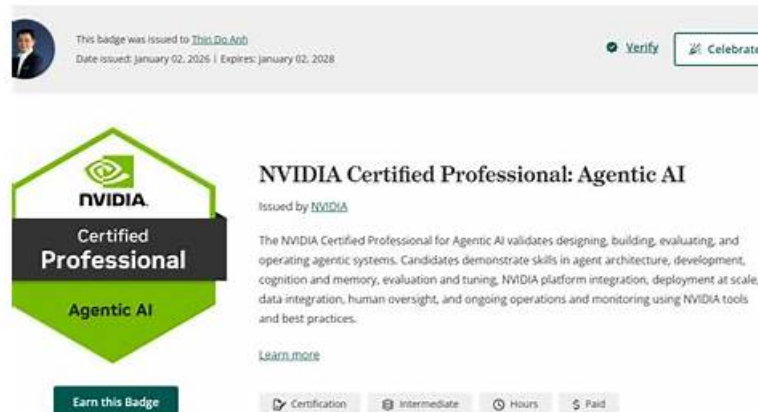 This badge was issued to Thin Do Anh
Date issued: January 02, 2026 | Expires: January 02, 2028
Verify
Celebrate
NVIDIA
Certified
Professional
Agentic AI
Earn this Badge
NVIDIA Certified Professional: Agentic AI
Issued by NVIDIA
The NVIDIA Certified Professional for Agentic AI validates designing, building, evaluating, and
operating agentic systems. Candidates demonstrate skills in agent architecture, development,
cognition and memory, evaluation and tuning, NVIDIA platform integration, deployment at scale,
data integration, human oversight, and ongoing operations and monitoring using NVIDIA tools
and best practices.
Learn more
Certification
Intermediate
Hours
Paid